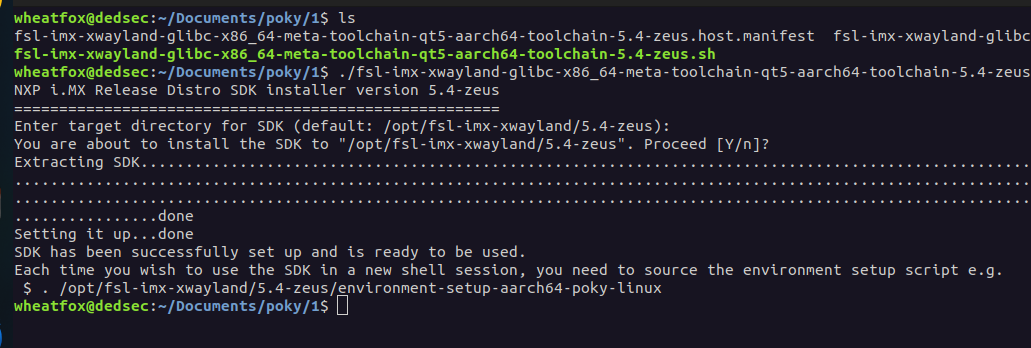 wheatfox@dedsec:~/Documents/poky/1$ ls
fsl-imx-xwayland-glibc-x86_64-meta-toolchain-qt5-aarch64-toolchain-5.4-zeus.host.manifest  fsl-imx-xwayland-glibc
fsl-imx-xwayland-glibc-x86_64-meta-toolchain-qt5-aarch64-toolchain-5.4-zeus.sh
wheatfox@dedsec:~/Documents/poky/1$ ./fsl-imx-xwayland-glibc-x86_64-meta-toolchain-qt5-aarch64-toolchain-5.4-zeus
NXP i.MX Release Distro SDK installer version 5.4-zeus
======================================================
Enter target directory for SDK (default: /opt/fsl-imx-xwayland/5.4-zeus):
You are about to install the SDK to "/opt/fsl-imx-xwayland/5.4-zeus". Proceed [Y/n]?
Extracting SDK...................................................................................................
.................................................................................................................
.................................................................................................................
................done
Setting it up...done
SDK has been successfully set up and is ready to be used.
Each time you wish to use the SDK in a new shell session, you need to source the environment setup script e.g.
 $ . /opt/fsl-imx-xwayland/5.4-zeus/environment-setup-aarch64-poky-linux
wheatfox@dedsec:~/Documents/poky/1$